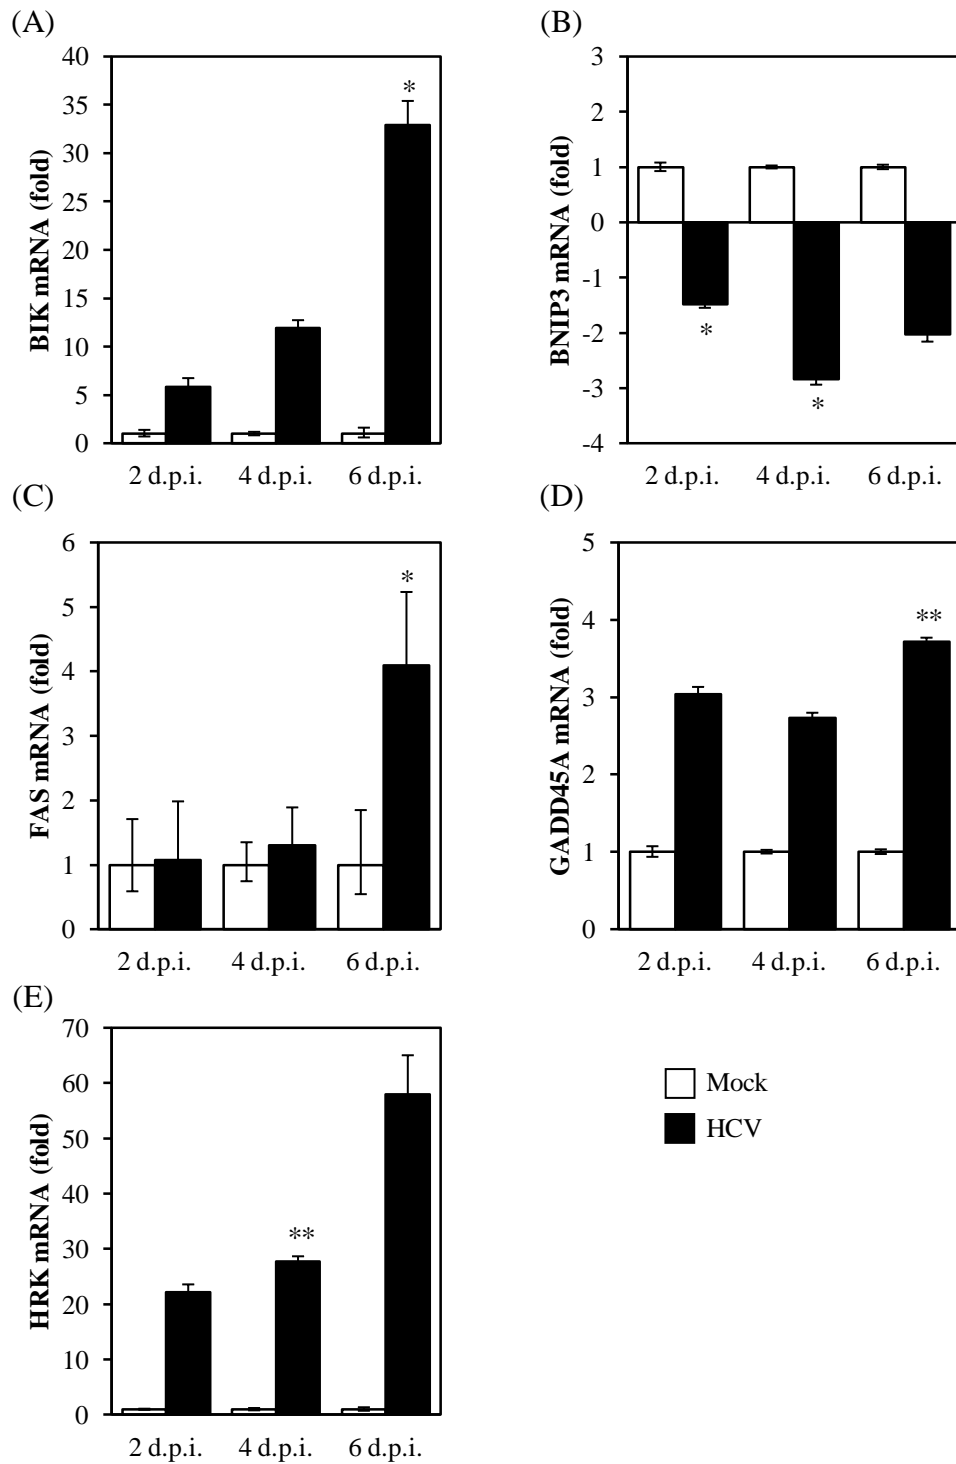 (A)
BIK mRNA (fold)
40
35
30
25
20
15
10
5
0
*
2 d.p.i. 4 d.p.i. 6 d.p.i.
(B)
BNIP3 mRNA (fold)
3
2
1
0
-1
-2
-3
-4
*
*
2 d.p.i. 4 d.p.i. 6 d.p.i.
(C)
FAS mRNA (fold)
6
5
4
3
2
1
0
*
2 d.p.i. 4 d.p.i. 6 d.p.i.
(D)
GADD45A mRNA (fold)
5
4
3
2
1
0
**
2 d.p.i. 4 d.p.i. 6 d.p.i.
(E)
HRK mRNA (fold)
70
60
50
40
30
20
10
0
**
2 d.p.i. 4 d.p.i. 6 d.p.i.
Mock
HCV